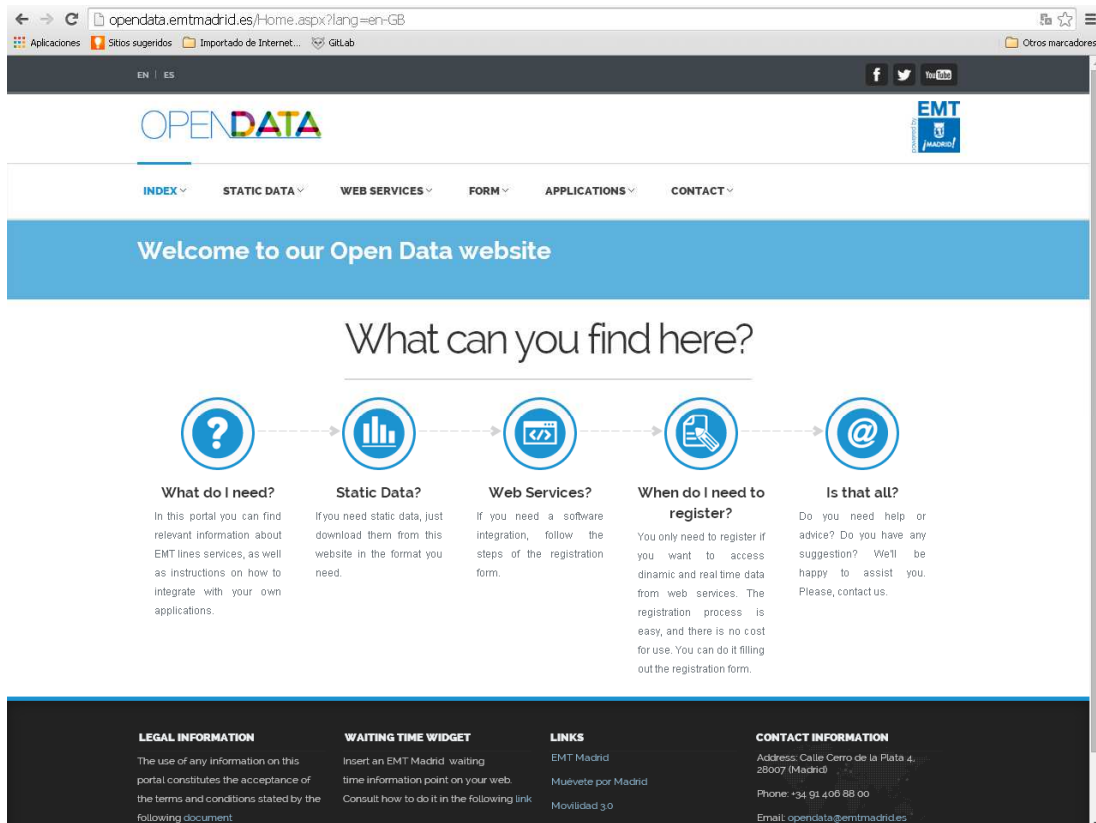 opendata.emtmadrid.es/Home.aspx?lang=en-GB
Aplicaciones Sitios sugeridos Importado de Internet... GitLab Otros marcadores
EN | ES
f You Tube
OPENDATA
powered by EMT ¡MADRID!
INDEX STATIC DATA WEB SERVICES FORM APPLICATIONS CONTACT
Welcome to our Open Data website
What can you find here?
? </> @
What do I need?
In this portal you can find
relevant information about
EMT lines services, as well
as instructions on how to
integrate with your own
applications.
Static Data?
If you need static data, just
download them from this
website in the format you
need.
Web Services?
If you need a software
integration, follow the
steps of the registration
form.
When do I need to
register?
You only need to register if
you want to access
dinamic and real time data
from web services. The
registration process is
easy, and there is no cost
for use. You can do it filling
out the registration form.
Is that all?
Do you need help or
advice? Do you have any
suggestion? We'll be
happy to assist you.
Please, contact us.
LEGAL INFORMATION
The use of any information on this
portal constitutes the acceptance of
the terms and conditions stated by the
following document
WAITING TIME WIDGET
Insert an EMT Madrid waiting
time information point on your web.
Consult how to do it in the following link
LINKS
EMT Madrid
Muévete por Madrid
Movilidad 3.0
CONTACT INFORMATION
Address: Calle Cerro de la Plata 4,
28007 (Madrid)
Phone: +34 91 406 88 00
Email: opendata@emtmadrid.es